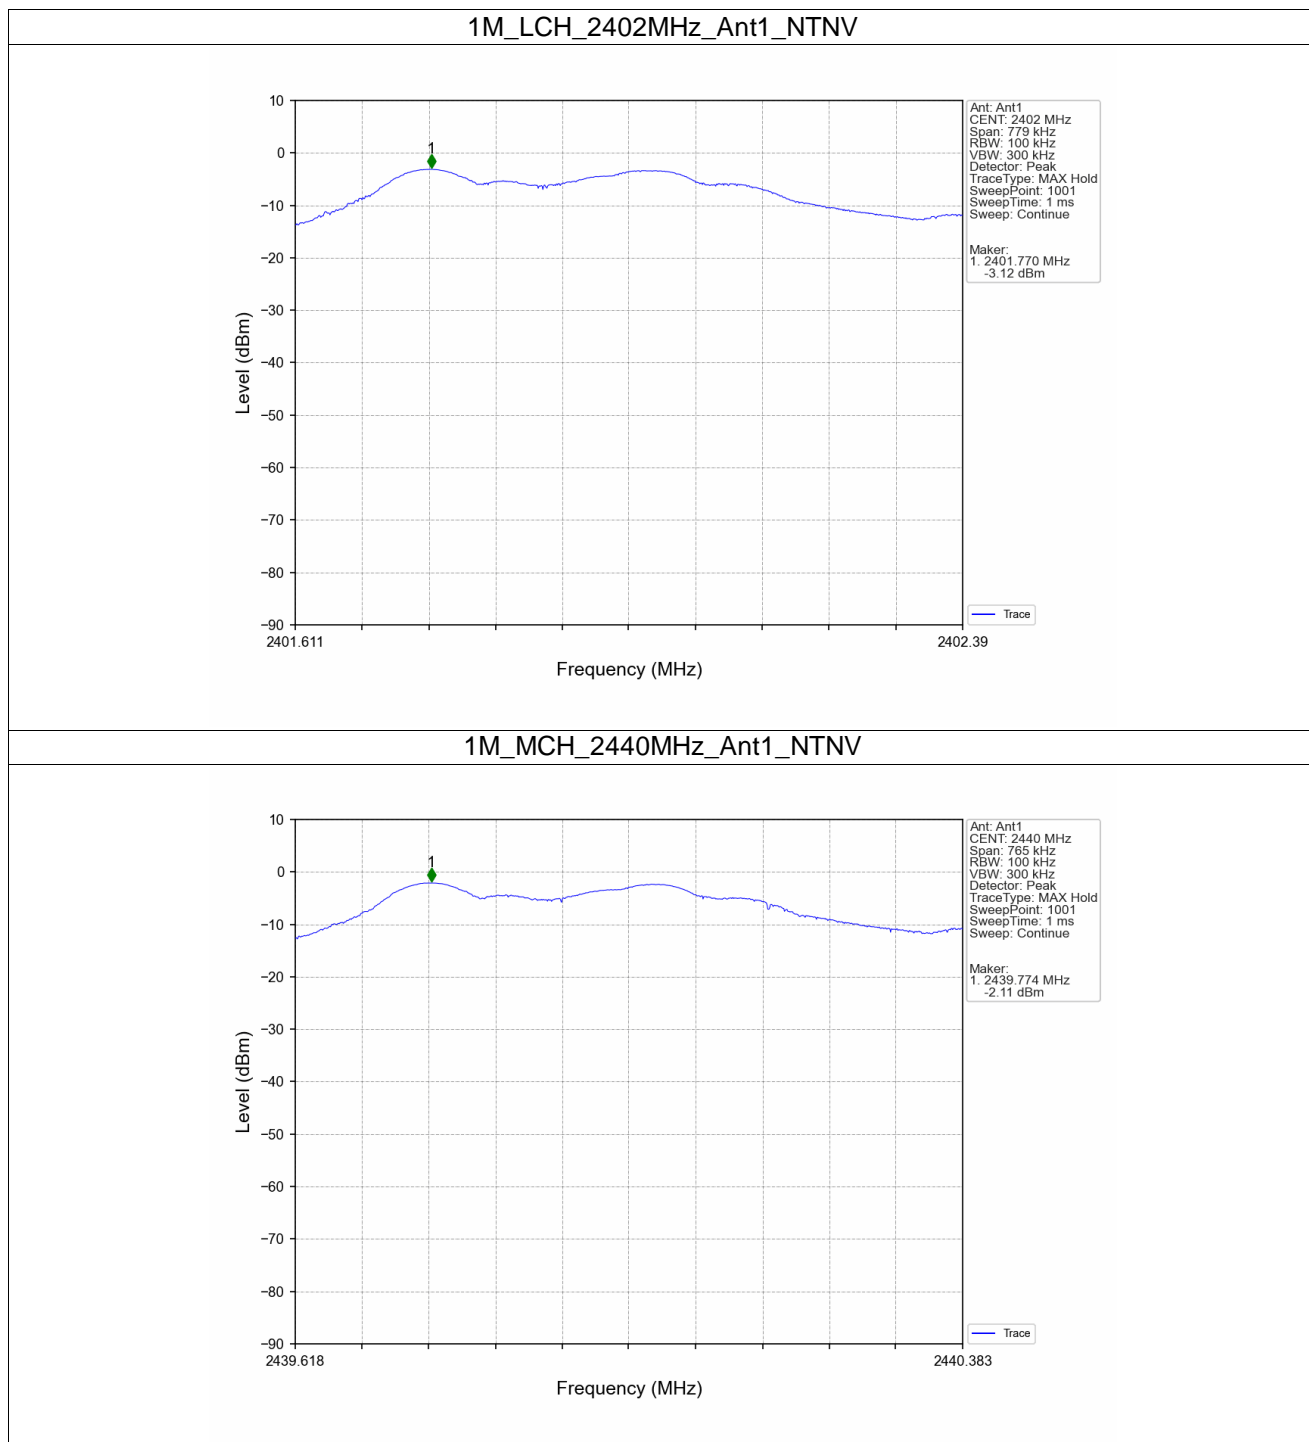 1M_LCH_2402MHz_Ant1_NTNV
10
0
−10
−20
−30
−40
−50
−60
−70
−80
−90
Level (dBm)
1
2401.611
2402.39
Frequency (MHz)
Ant: Ant1
CENT: 2402 MHz
Span: 779 kHz
RBW: 100 kHz
VBW: 300 kHz
Detector: Peak
TraceType: MAX Hold
SweepPoint: 1001
SweepTime: 1 ms
Sweep: Continue
Maker:
1. 2401.770 MHz
-3.12 dBm
Trace
1M_MCH_2440MHz_Ant1_NTNV
10
0
−10
−20
−30
−40
−50
−60
−70
−80
−90
Level (dBm)
1
2439.618
2440.383
Frequency (MHz)
Ant: Ant1
CENT: 2440 MHz
Span: 765 kHz
RBW: 100 kHz
VBW: 300 kHz
Detector: Peak
TraceType: MAX Hold
SweepPoint: 1001
SweepTime: 1 ms
Sweep: Continue
Maker:
1. 2439.774 MHz
-2.11 dBm
Trace